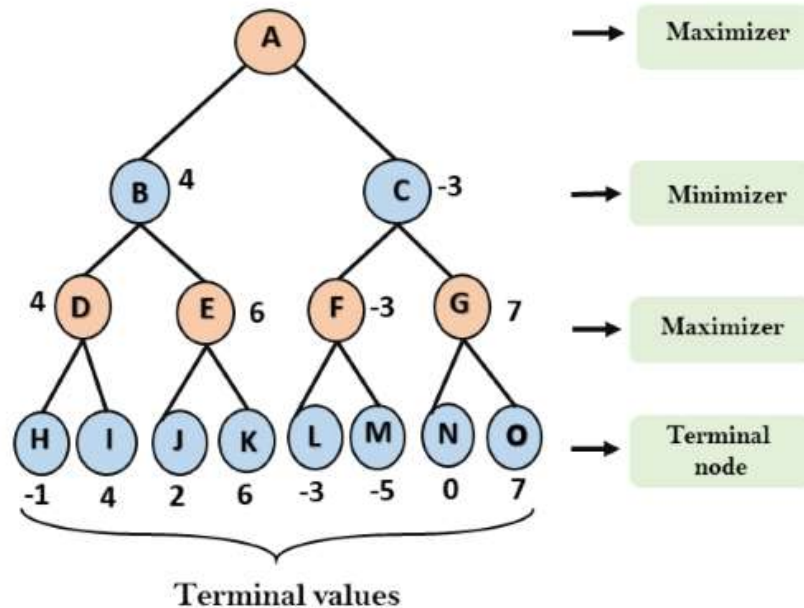 A
Maximizer
B 4
C -3
Minimizer
4 D
E 6
F -3
G 7
Maximizer
H I J K L M N O
Terminal
node
-1 4 2 6 -3 -5 0 7
Terminal values